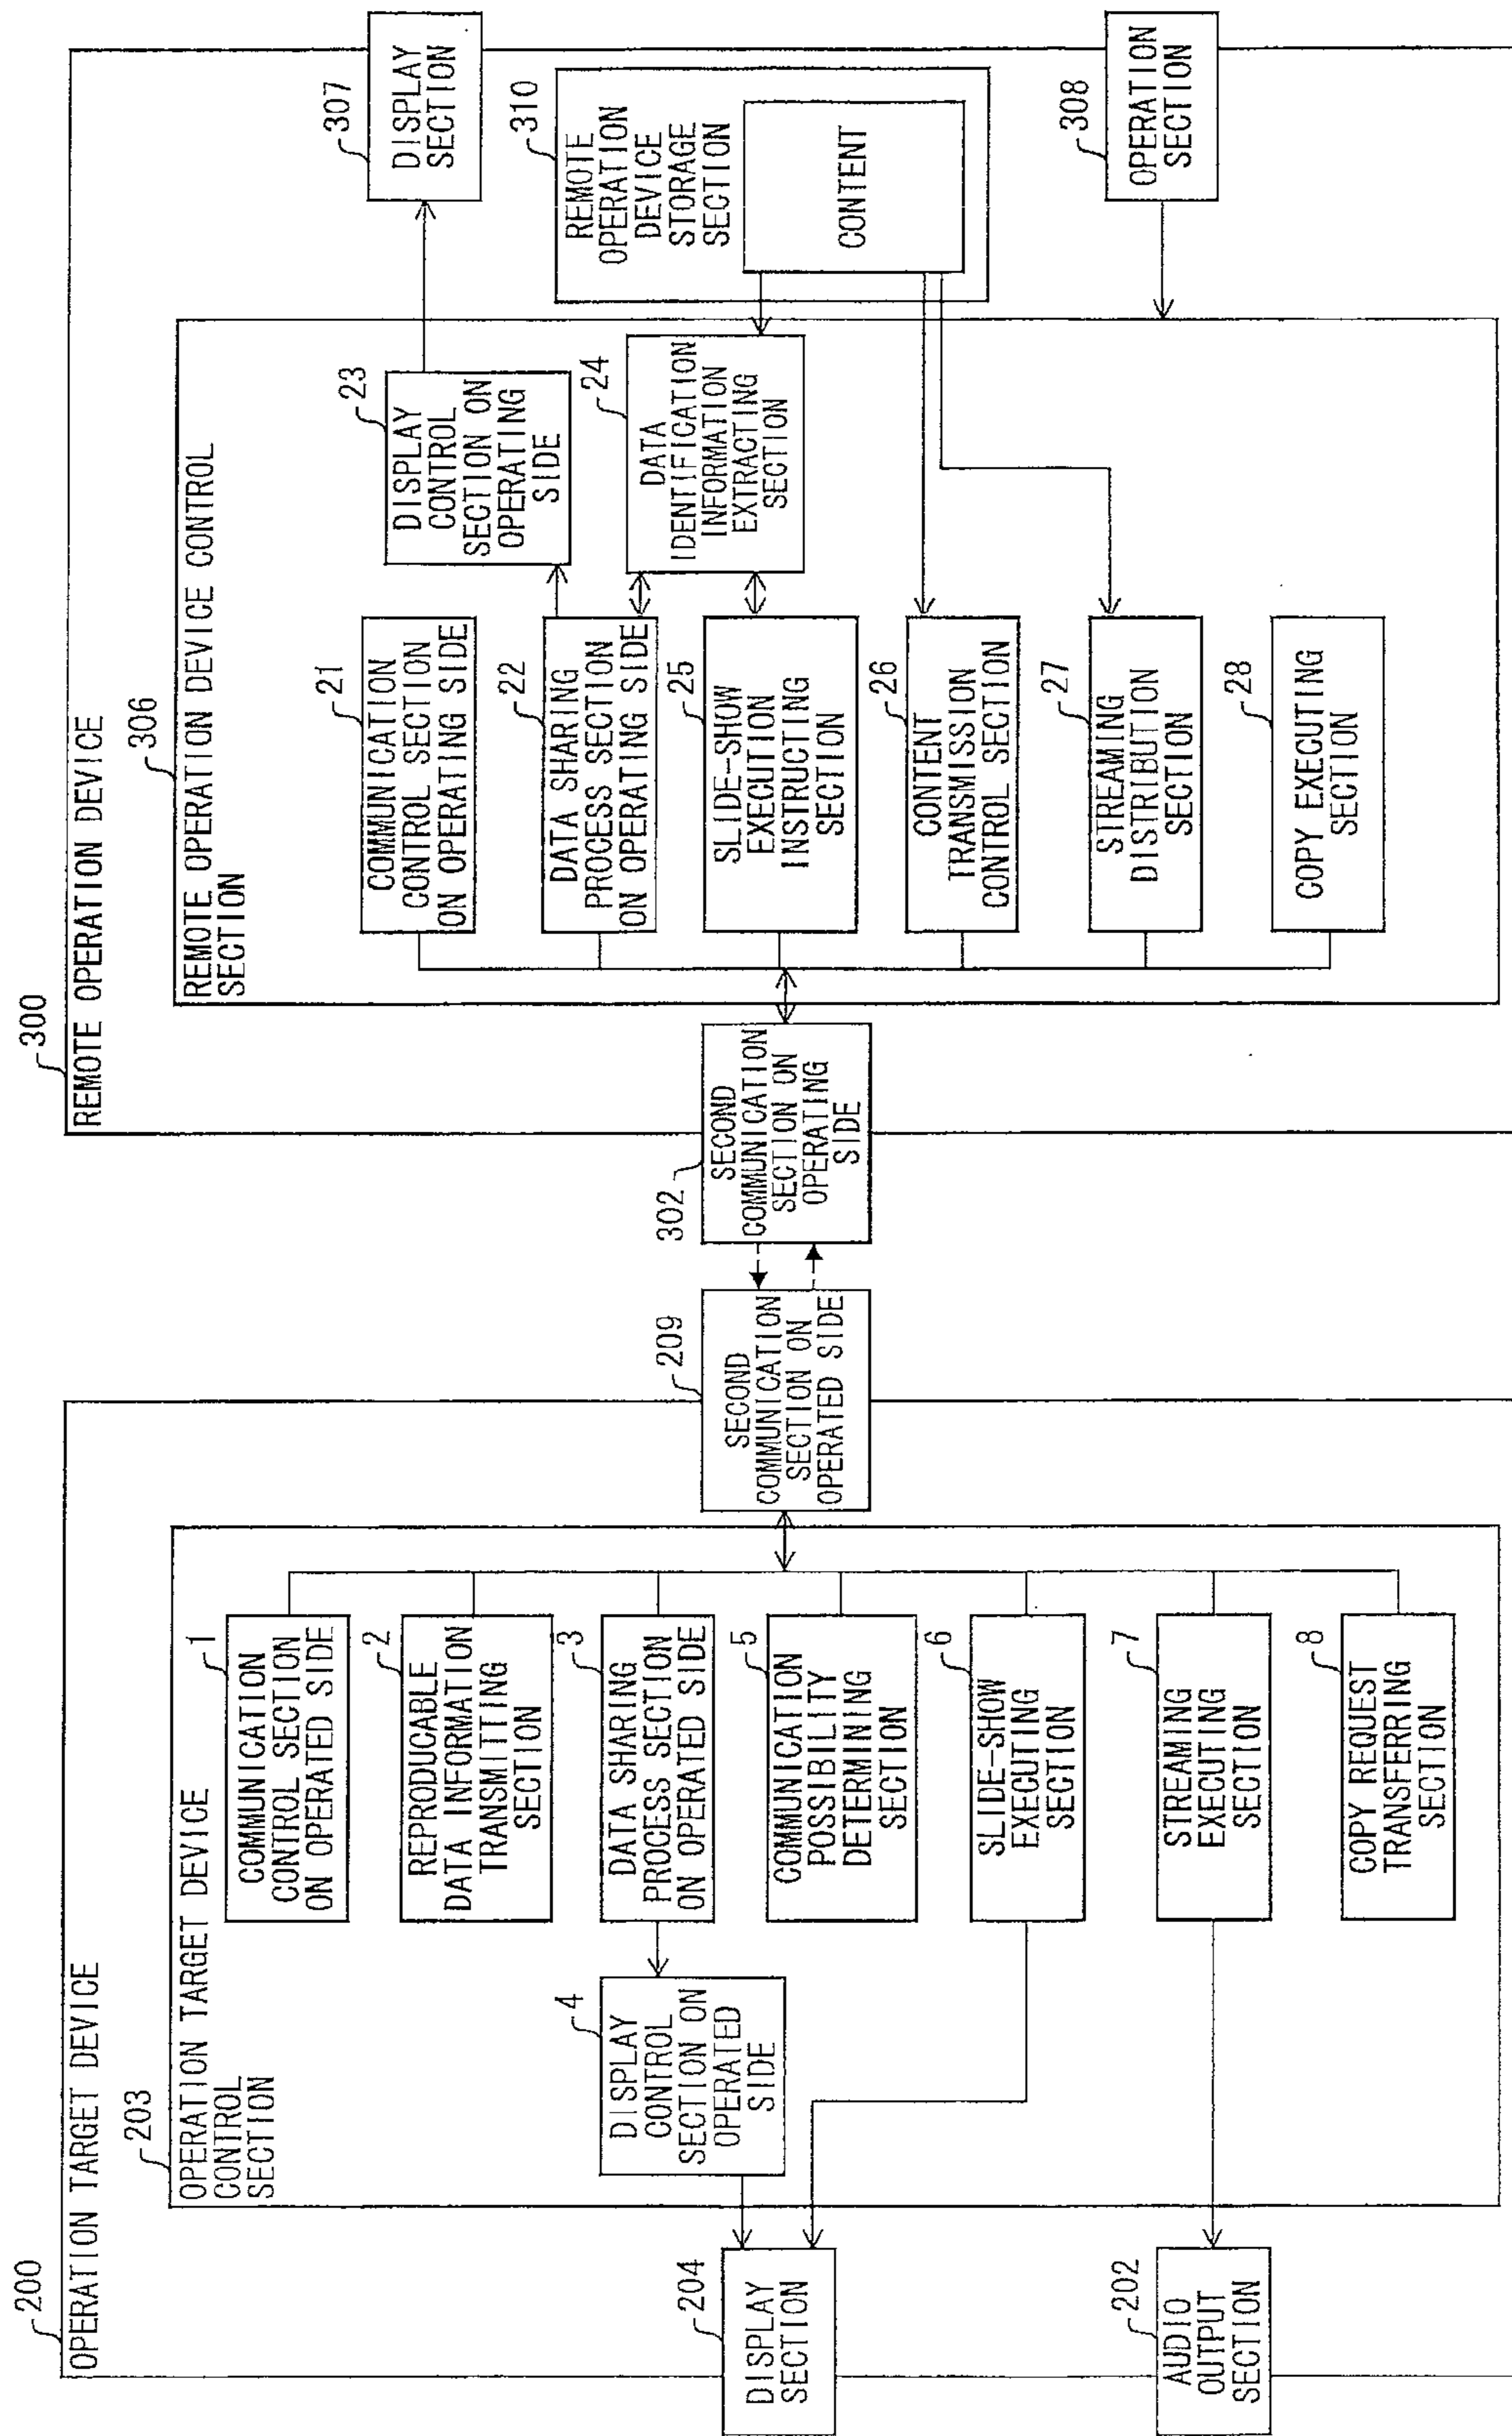 200
OPERATION TARGET DEVICE
203
OPERATION TARGET DEVICE
CONTROL
SECTION
204
DISPLAY
SECTION
202
AUDIO
OUTPUT
SECTION
4
DISPLAY
CONTROL
SECTION ON
OPERATED
SIDE
1
COMMUNICATION
CONTROL SECTION
ON OPERATED SIDE
2
REPRODUCABLE
DATA INFORMATION
TRANSMITTING
SECTION
3
DATA SHARING
PROCESS SECTION
ON OPERATED SIDE
5
COMMUNICATION
POSSIBILITY
DETERMINING
SECTION
6
SLIDE-SHOW
EXECUTING
SECTION
7
STREAMING
EXECUTING
SECTION
8
COPY REQUEST
TRANSFERRING
SECTION
209
SECOND
COMMUNICATION
SECTION ON
OPERATED SIDE
300
REMOTE OPERATION DEVICE
302
SECOND
COMMUNICATION
SECTION ON
OPERATING
SIDE
306
REMOTE OPERATION DEVICE CONTROL
SECTION
21
COMMUNICATION
CONTROL SECTION
ON OPERATING SIDE
22
DATA SHARING
PROCESS SECTION
ON OPERATING SIDE
25
SLIDE-SHOW
EXECUTION
INSTRUCTING
SECTION
26
CONTENT
TRANSMISSION
CONTROL SECTION
27
STREAMING
DISTRIBUTION
SECTION
28
COPY EXECUTING
SECTION
23
DISPLAY
CONTROL
SECTION ON
OPERATING
SIDE
24
DATA
IDENTIFICATION
INFORMATION
EXTRACTING
SECTION
307
DISPLAY
SECTION
310
REMOTE
OPERATION
DEVICE
STORAGE
SECTION
CONTENT
308
OPERATION
SECTION